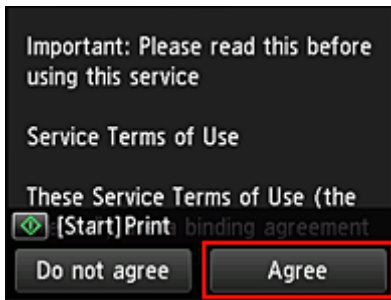 Important: Please read this before
using this service
Service Terms of Use
These Service Terms of Use (the
[Start]Print
a binding agreement
Do not agree
Agree